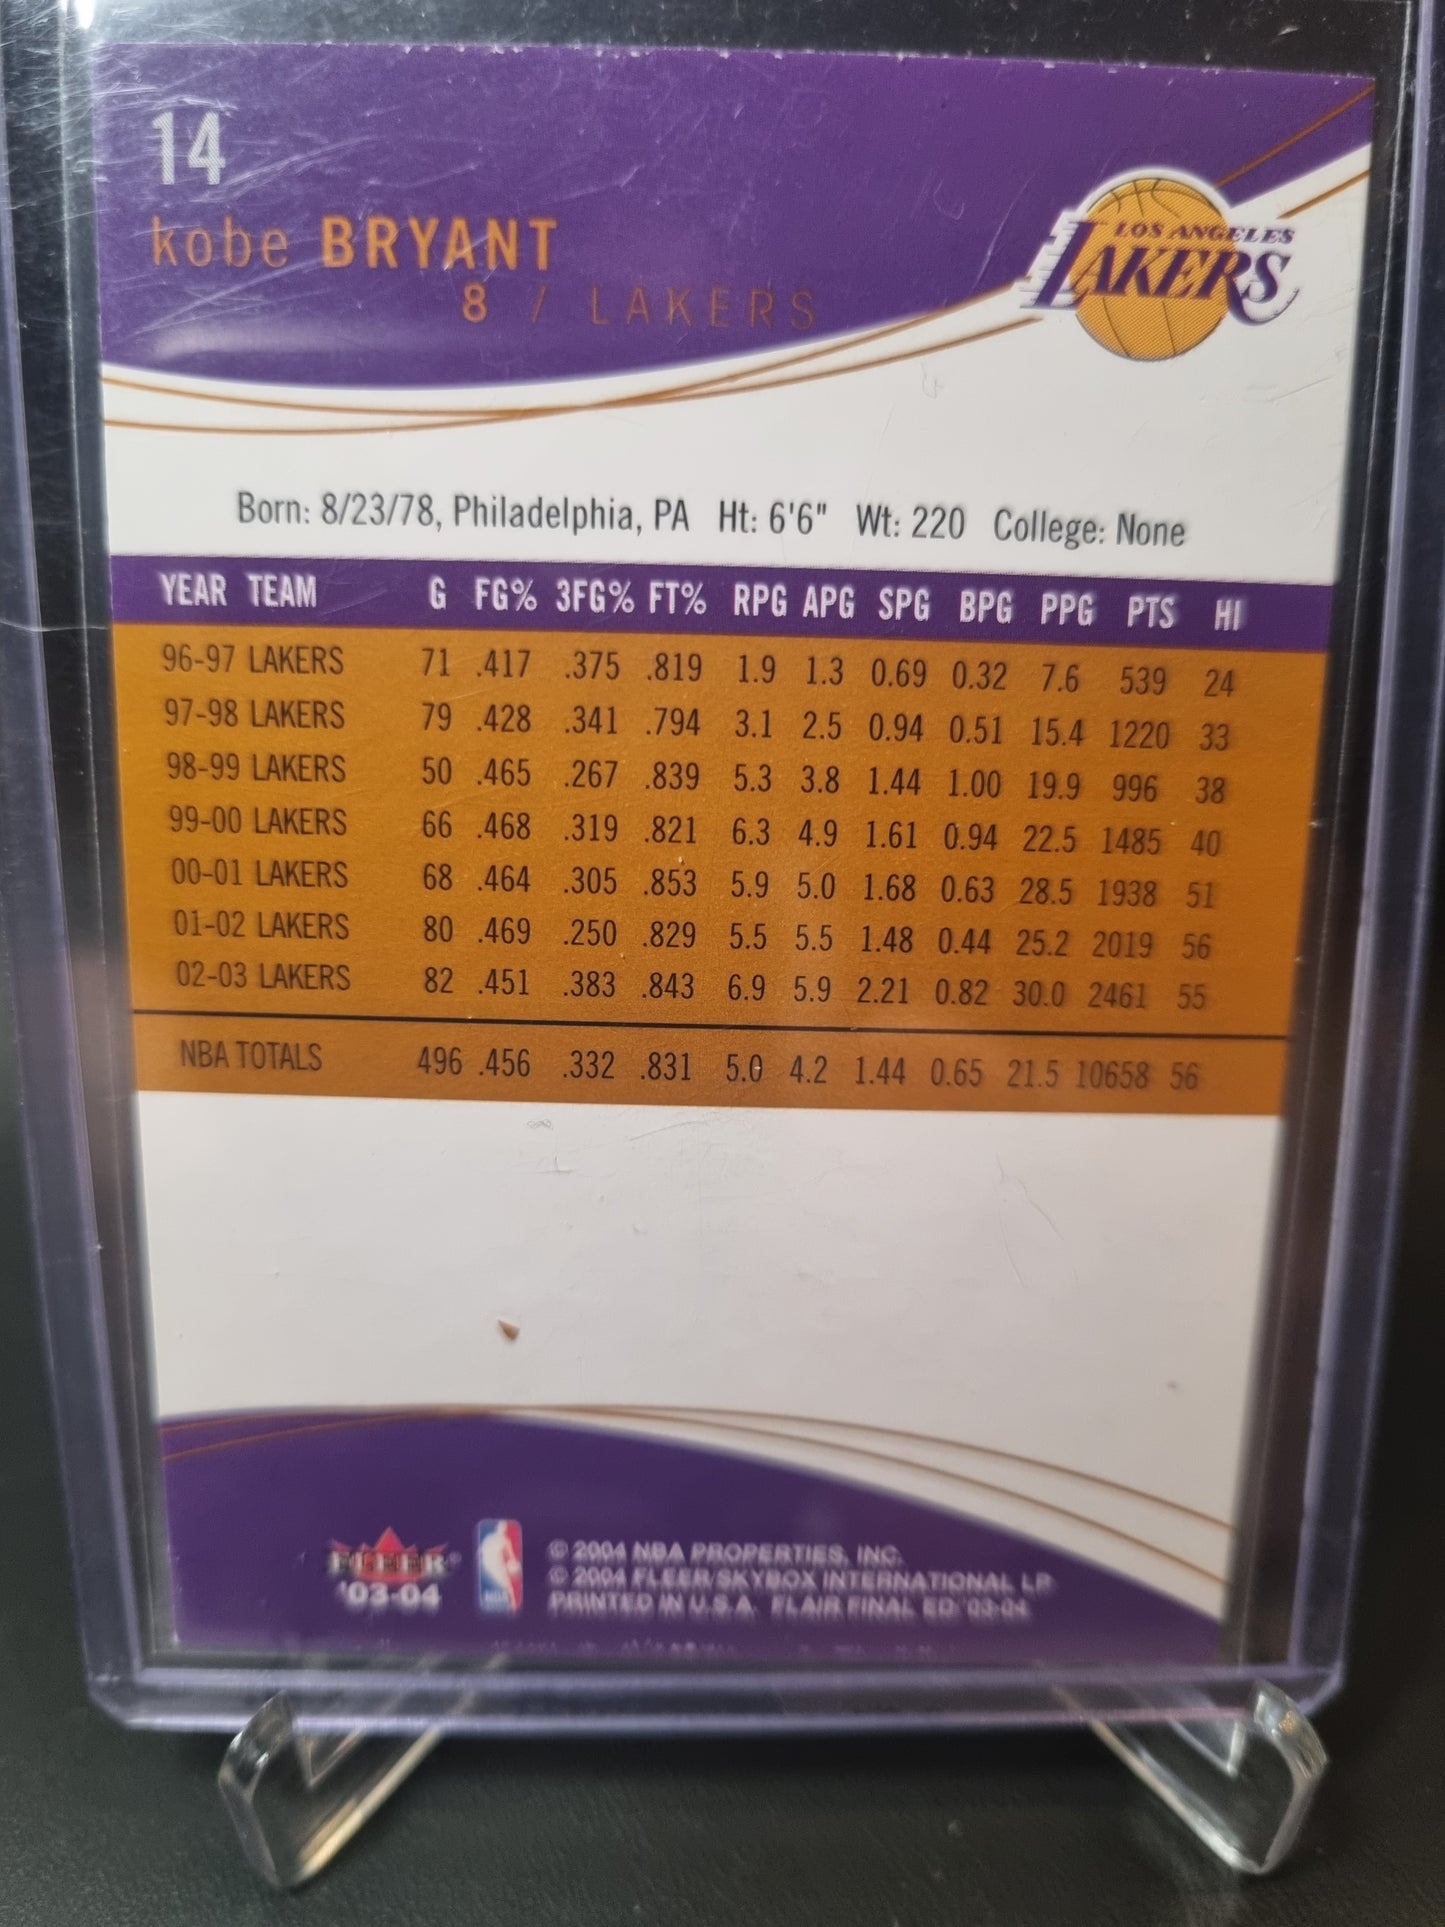 14
kobe BRYANT
8 / LAKERS
LOS ANGELES
LAKERS
Born: 8/23/78, Philadelphia, PA Ht: 6'6" Wt: 220 College: None
YEAR TEAM G FG% 3FG% FT% RPG APG SPG BPG PPG PTS HI
96-97 LAKERS 71 .417 .375 .819 1.9 1.3 0.69 0.32 7.6 539 24
97-98 LAKERS 79 .428 .341 .794 3.1 2.5 0.94 0.51 15.4 1220 33
98-99 LAKERS 50 .465 .267 .839 5.3 3.8 1.44 1.00 19.9 996 38
99-00 LAKERS 66 .468 .319 .821 6.3 4.9 1.61 0.94 22.5 1485 40
00-01 LAKERS 68 .464 .305 .853 5.9 5.0 1.68 0.63 28.5 1938 51
01-02 LAKERS 80 .469 .250 .829 5.5 5.5 1.48 0.44 25.2 2019 56
02-03 LAKERS 82 .451 .383 .843 6.9 5.9 2.21 0.82 30.0 2461 55
NBA TOTALS 496 .456 .332 .831 5.0 4.2 1.44 0.65 21.5 10658 56
FLEER
'03-04
NBA
© 2004 NBA PROPERTIES, INC.
© 2004 FLEER/SKYBOX INTERNATIONAL LP
PRINTED IN U.S.A. FLAIR FINAL ED '03-04